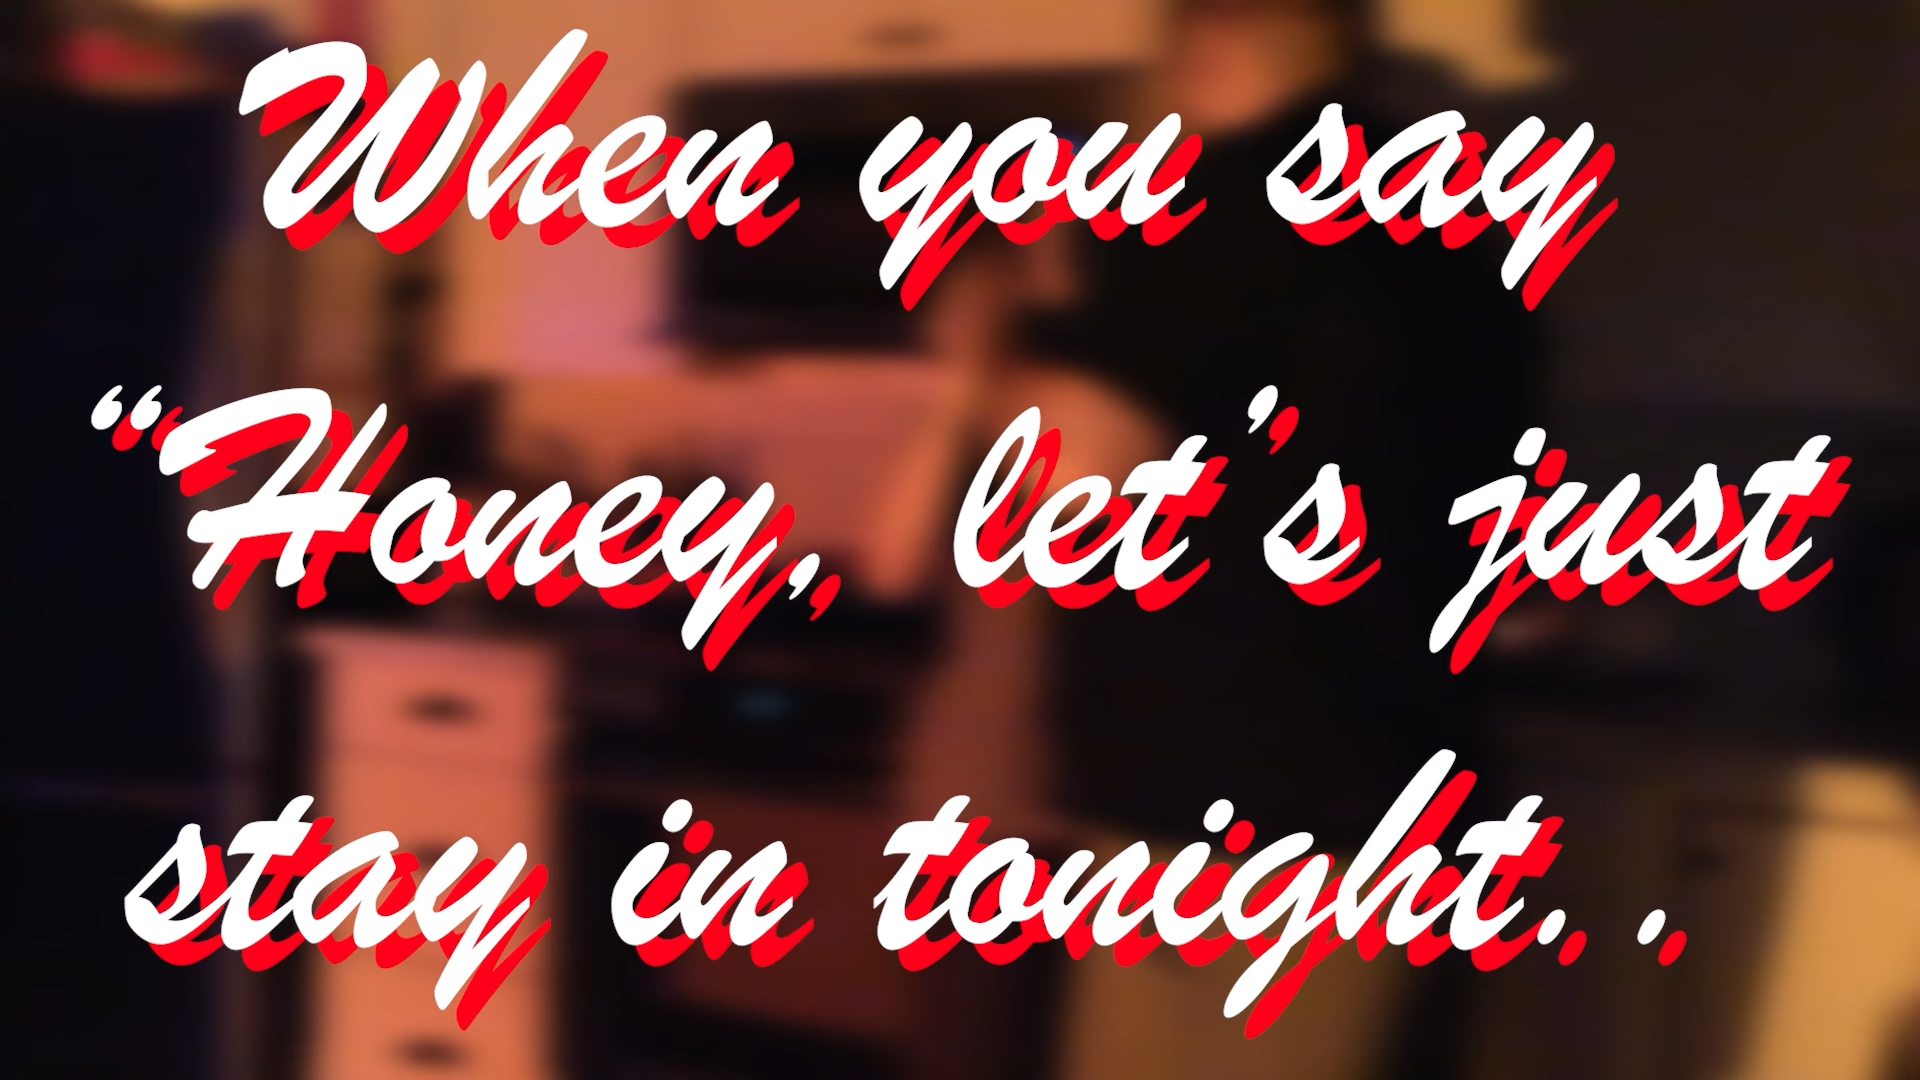 When you say
“Honey, let’s just
stay in tonight. .